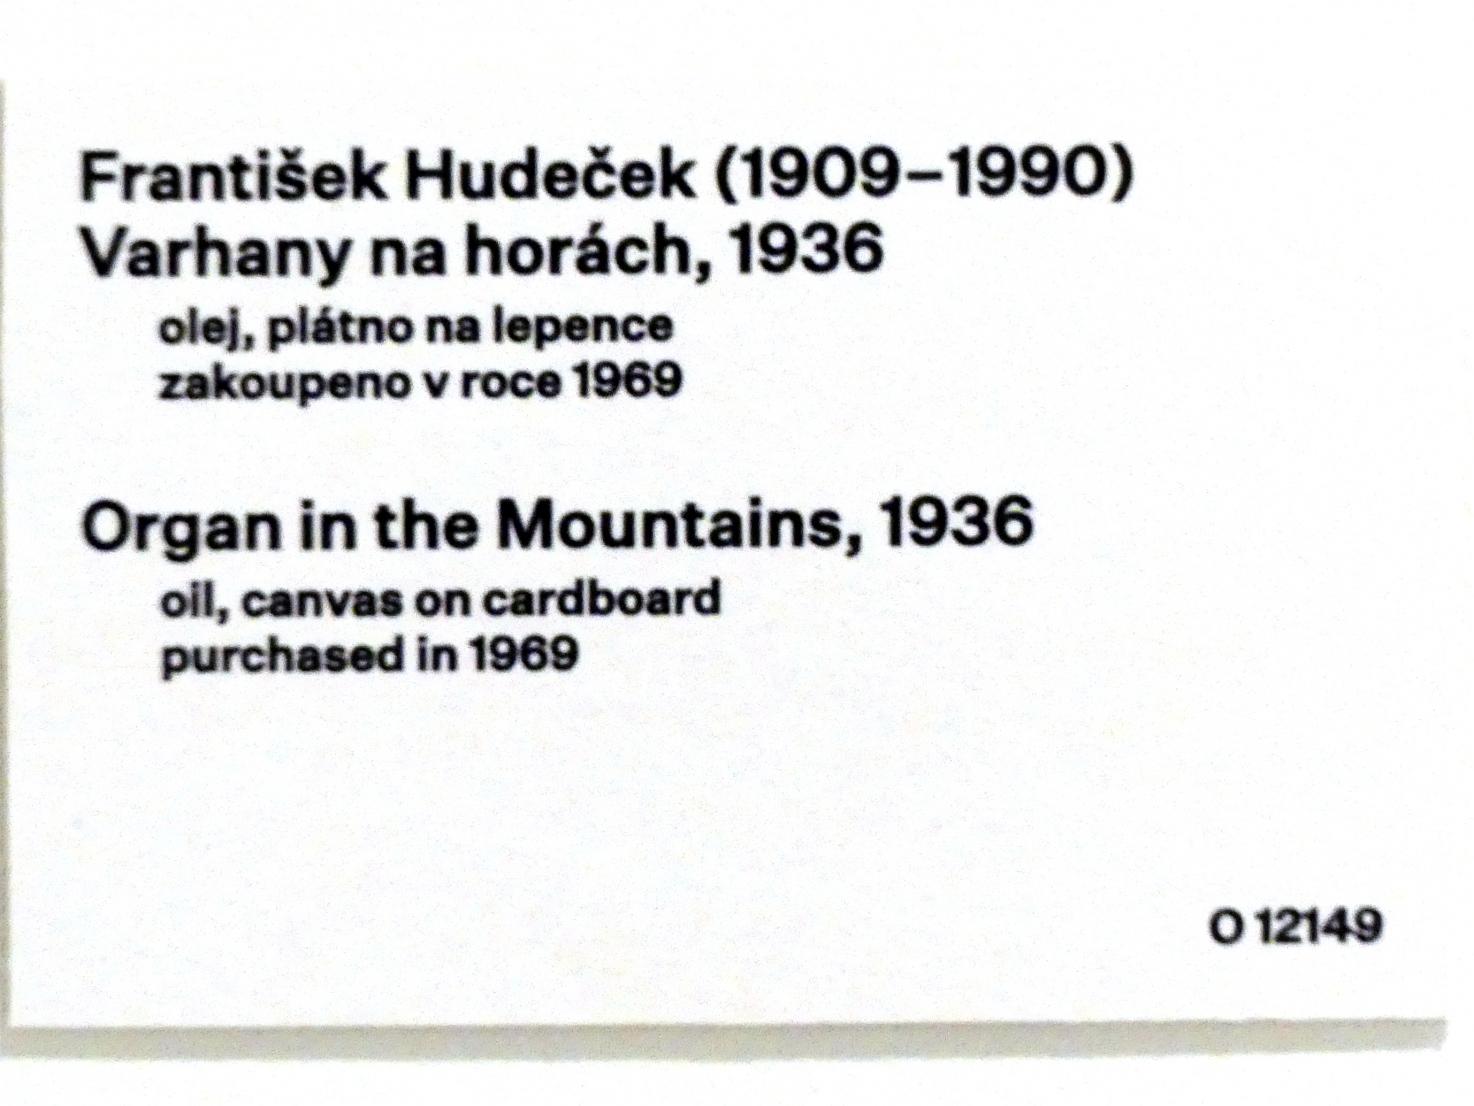 František Hudeček (1909–1990)
Varhany na horách, 1936
olej, plátno na lepence
zakoupeno v roce 1969
Organ in the Mountains, 1936
oil, canvas on cardboard
purchased in 1969
O 12149